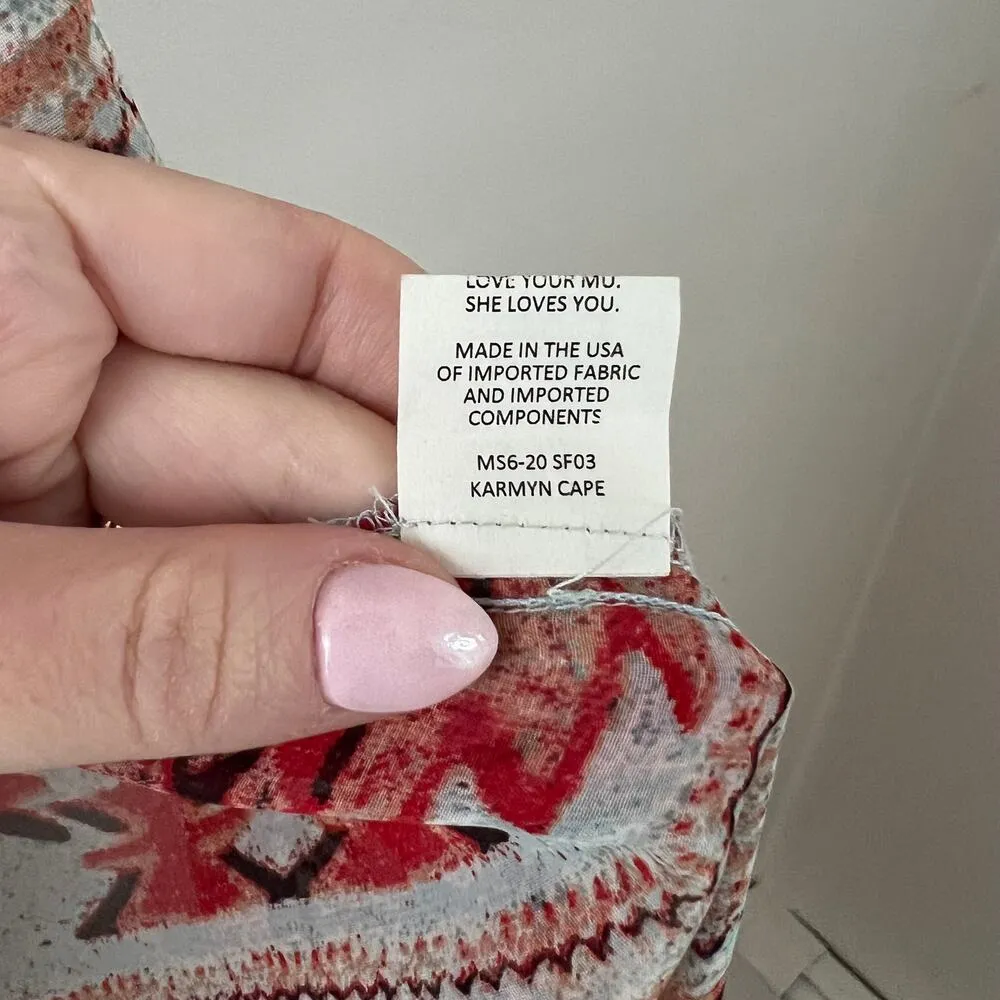 LOVE YOUR MU.
SHE LOVES YOU.
MADE IN THE USA
OF IMPORTED FABRIC
AND IMPORTED
COMPONENTS
MS6-20 SF03
KARMYN CAPE